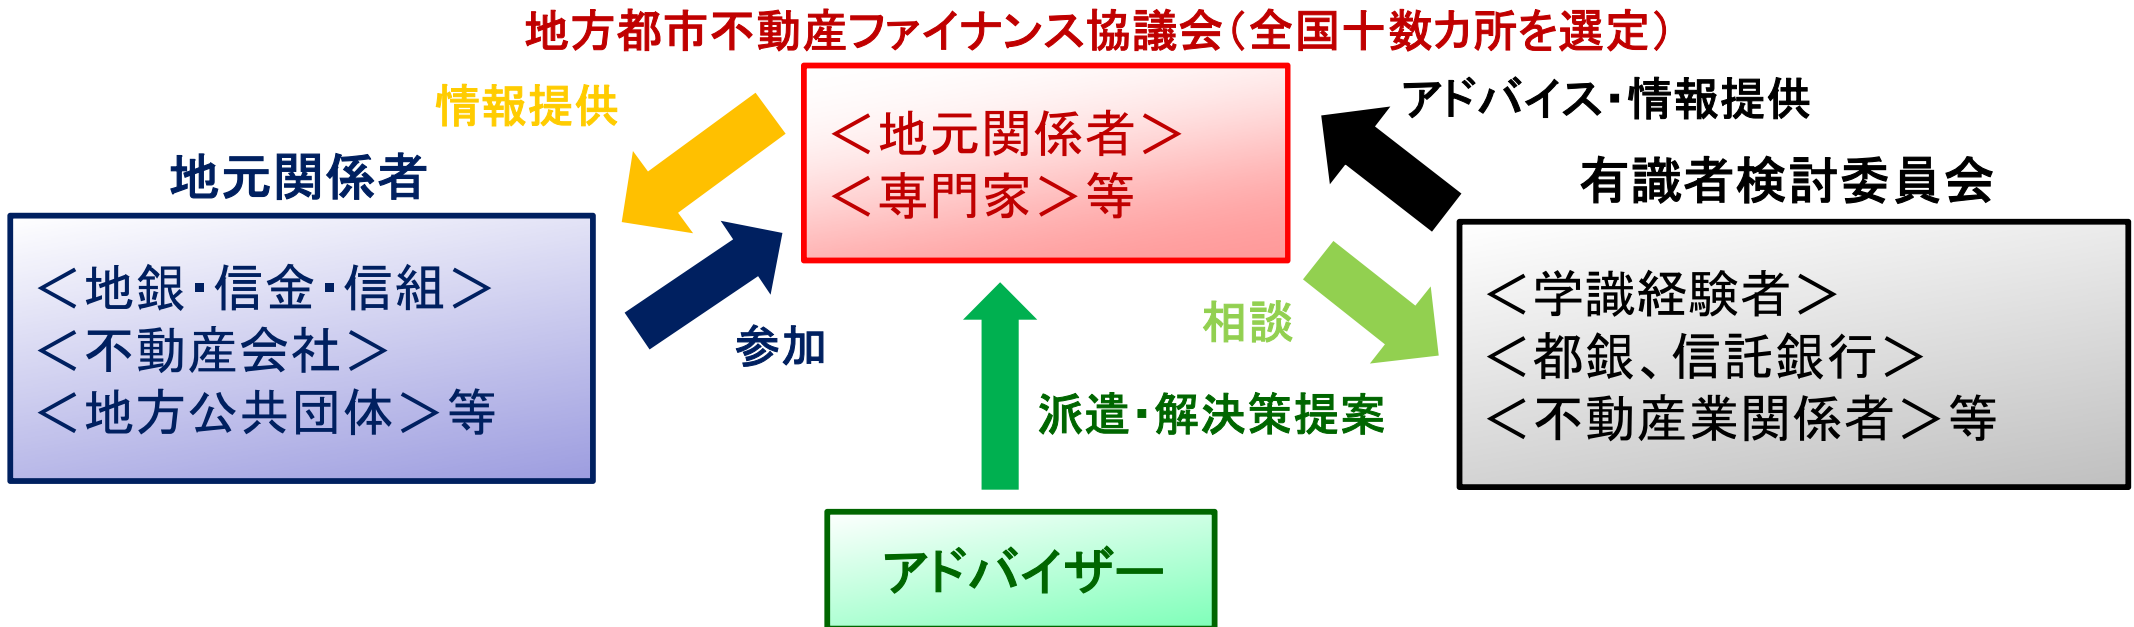 地方都市不動産ファイナンス協議会（全国十数カ所を選定）
情報提供
＜地元関係者＞
＜専門家＞等
アドバイス・情報提供
地元関係者
＜地銀・信金・信組＞
＜不動産会社＞
＜地方公共団体＞等
参加
相談
有識者検討委員会
＜学識経験者＞
＜都銀、信託銀行＞
＜不動産業関係者＞等
派遣・解決策提案
アドバイザー